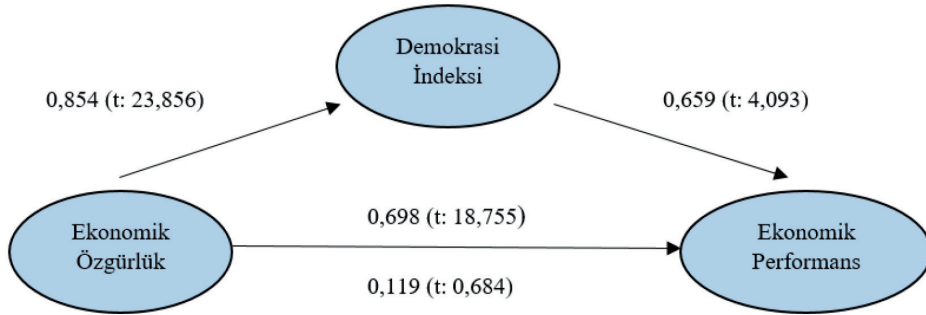 Demokrasi
İndeksi
0,854 (t: 23,856)
0,659 (t: 4,093)
0,698 (t: 18,755)
Ekonomik
Özgürlük
Ekonomik
Performans
0,119 (t: 0,684)